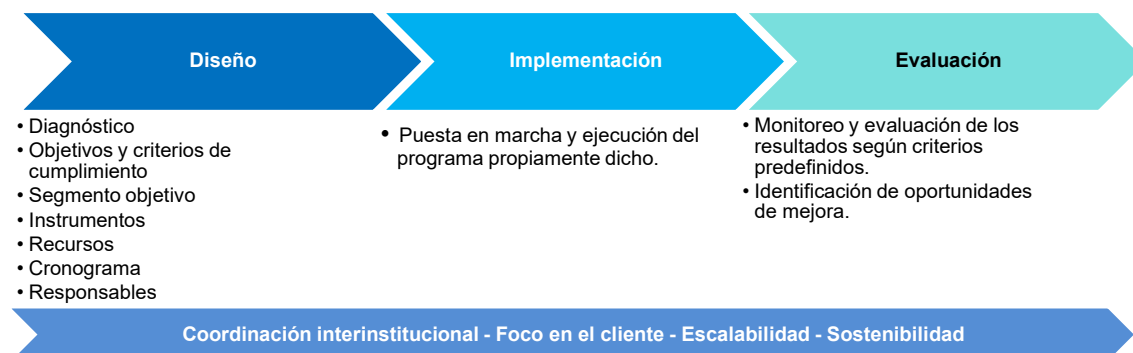 Diseño
Implementación
Evaluación
• Diagnóstico
• Objetivos y criterios de
cumplimiento
• Segmento objetivo
• Instrumentos
• Recursos
• Cronograma
• Responsables
• Puesta en marcha y ejecución del
programa propiamente dicho.
• Monitoreo y evaluación de los
resultados según criterios
predefinidos.
• Identificación de oportunidades
de mejora.
Coordinación interinstitucional - Foco en el cliente - Escalabilidad - Sostenibilidad